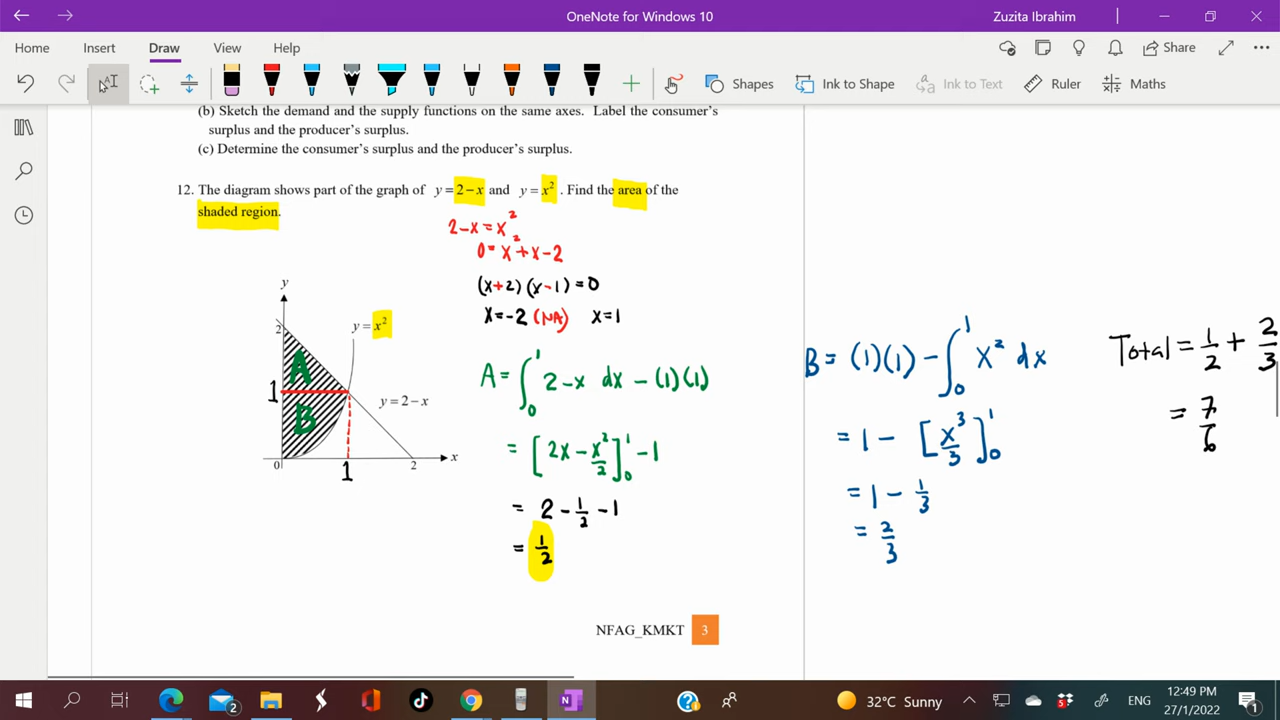 OneNote for Windows 10
Zuzita Ibrahim
Home Insert Draw View Help
Share
Shapes Ink to Shape Ink to Text Ruler Maths
(b) Sketch the demand and the supply functions on the same axes. Label the consumer's
surplus and the producer's surplus.
(c) Determine the consumer's surplus and the producer's surplus.
12. The diagram shows part of the graph of y = 2 − x and y = x². Find the area of the
shaded region.
2-x = x²
0 = x² + x - 2
(x+2) (x-1) = 0
x = -2 (NA) x = 1
y
2
y = x²
A
1
B
y = 2 − x
0
1
2
x
A = ∫₀¹ 2-x dx - (1)(1)
= [2x - x²/2]₀¹ - 1
= 2 - 1/2 - 1
= 1/2
B = (1)(1) - ∫₀¹ x² dx
= 1 - [x³/3]₀¹
= 1 - 1/3
= 2/3
Total = 1/2 + 2/3
= 7/6
NFAG_KMKT 3
2
5
32°C Sunny
ENG
12:49 PM
27/1/2022
1